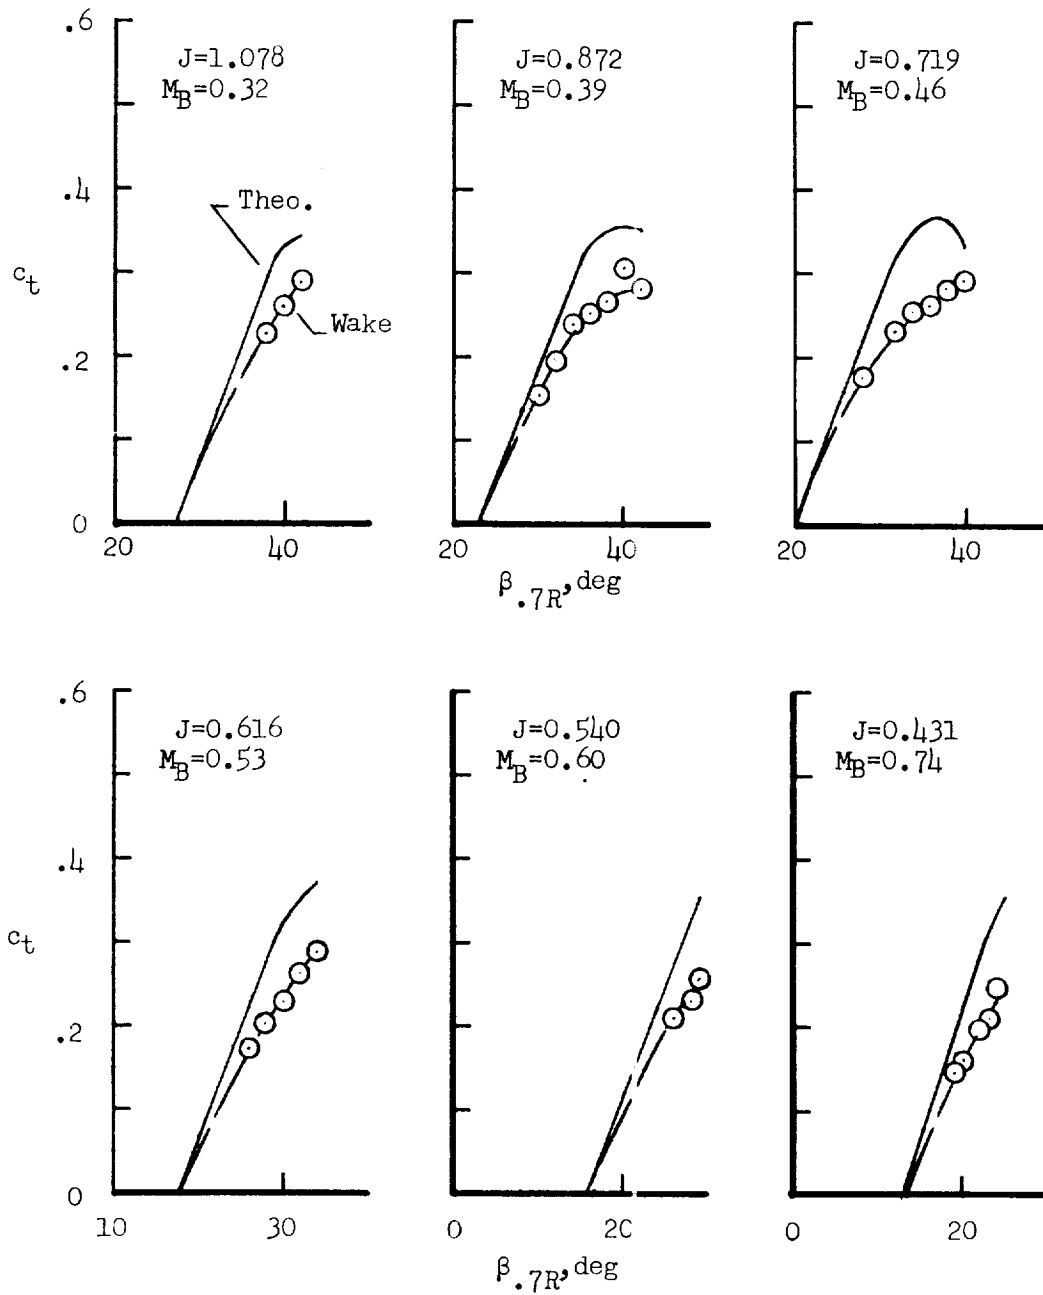 .6
J=1.078
M_B=0.32
J=0.872
M_B=0.39
J=0.719
M_B=0.46
.4
Theo.
c_t
Wake
.2
0
20 40
20 40
20 40
β.7R, deg
.6
J=0.616
M_B=0.53
J=0.540
M_B=0.60
J=0.431
M_B=0.74
.4
c_t
.2
0
10 30
0 20
0 20
β.7R, deg